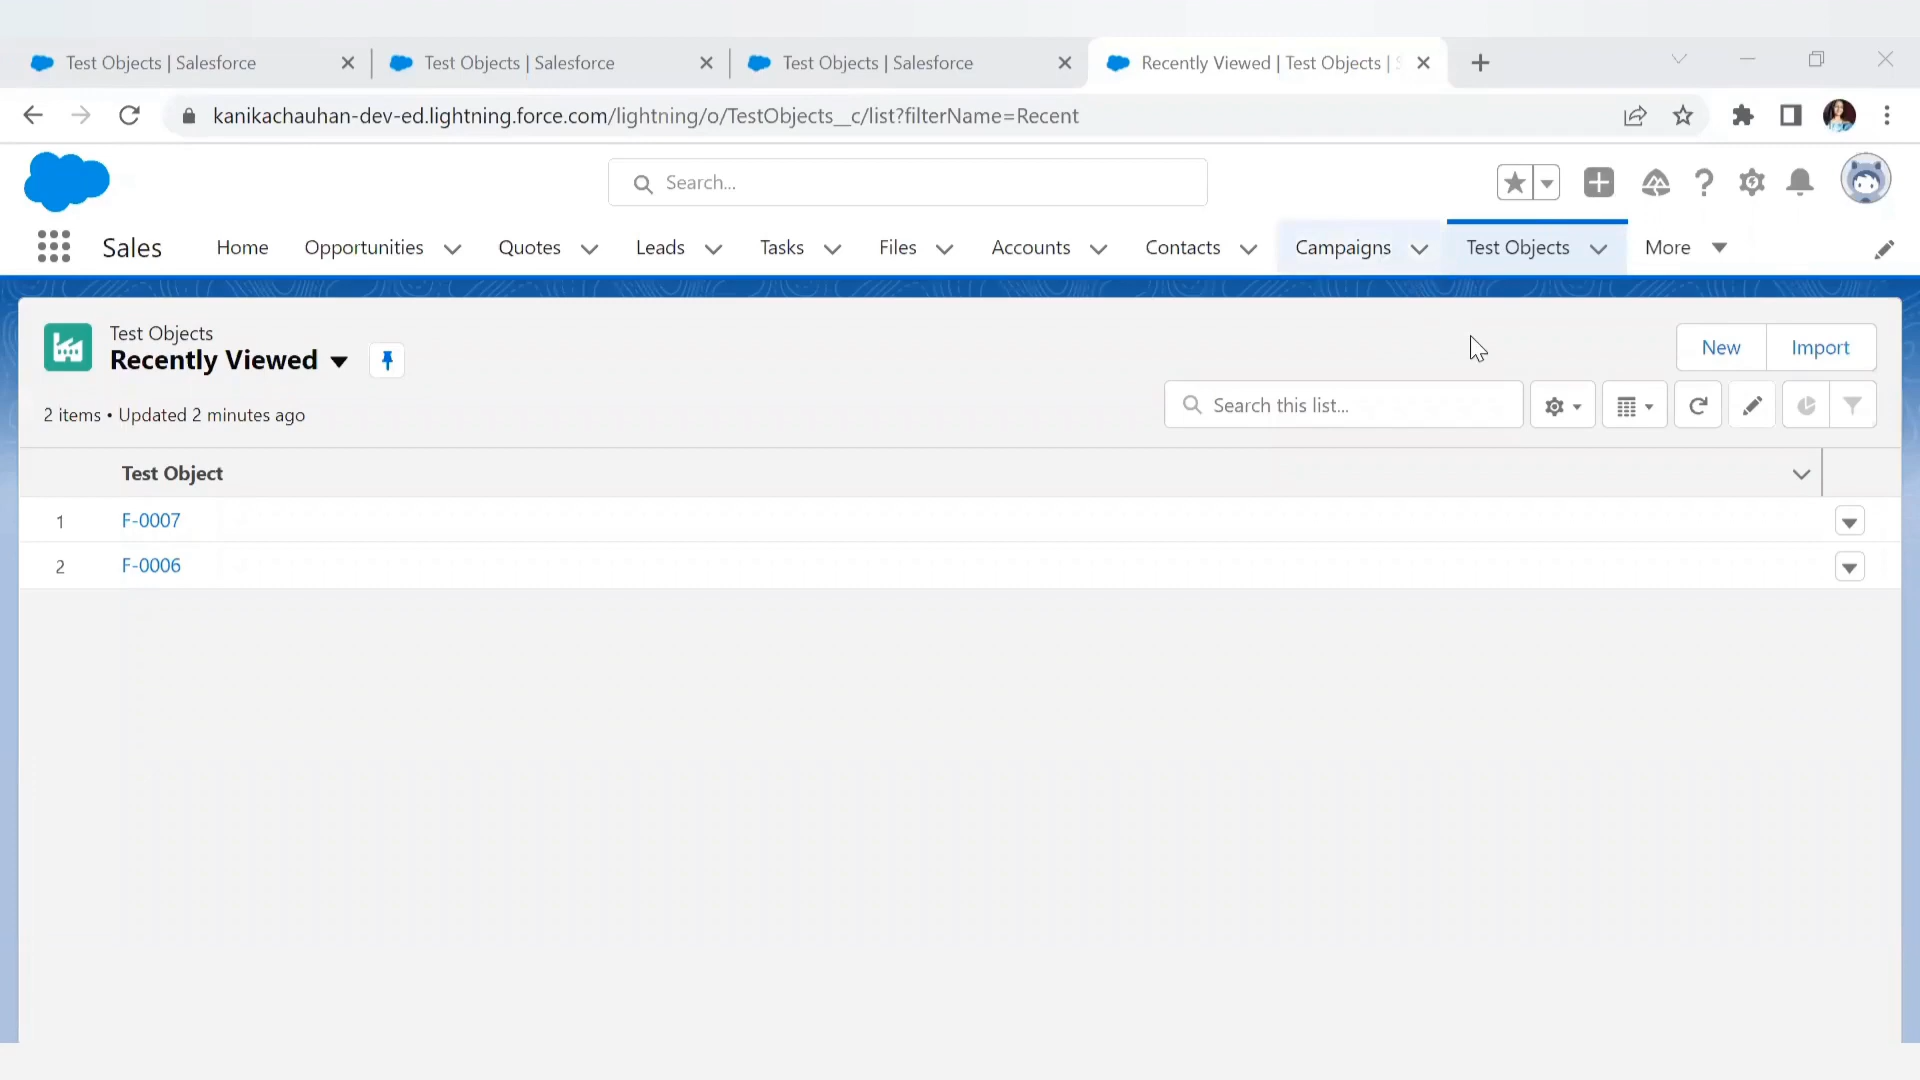 Test Objects | Salesforce
Test Objects | Salesforce
Test Objects | Salesforce
Recently Viewed | Test Objects |
kanikachauhan-dev-ed.lightning.force.com/lightning/o/TestObjects__c/list?filterName=Recent
Search...
Sales
Home
Opportunities
Quotes
Leads
Tasks
Files
Accounts
Contacts
Campaigns
Test Objects
More
Test Objects
Recently Viewed
New
Import
2 items • Updated 2 minutes ago
Search this list...
Test Object
1 F-0007
2 F-0006